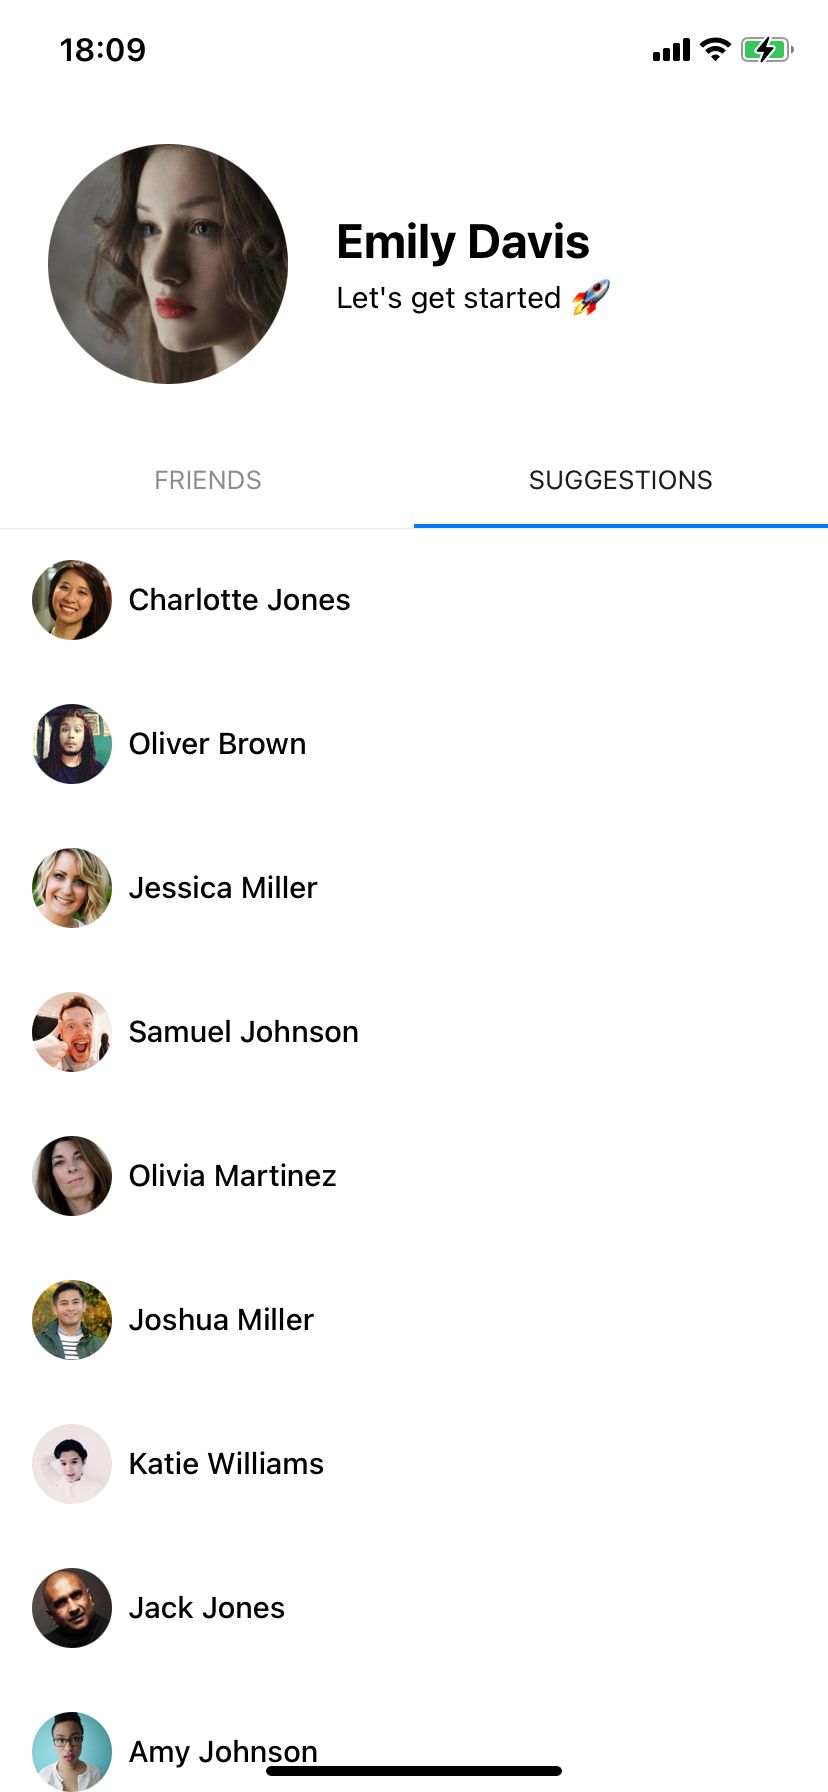 18:09
Emily Davis
Let's get started 🚀
FRIENDS
SUGGESTIONS
Charlotte Jones
Oliver Brown
Jessica Miller
Samuel Johnson
Olivia Martinez
Joshua Miller
Katie Williams
Jack Jones
Amy Johnson